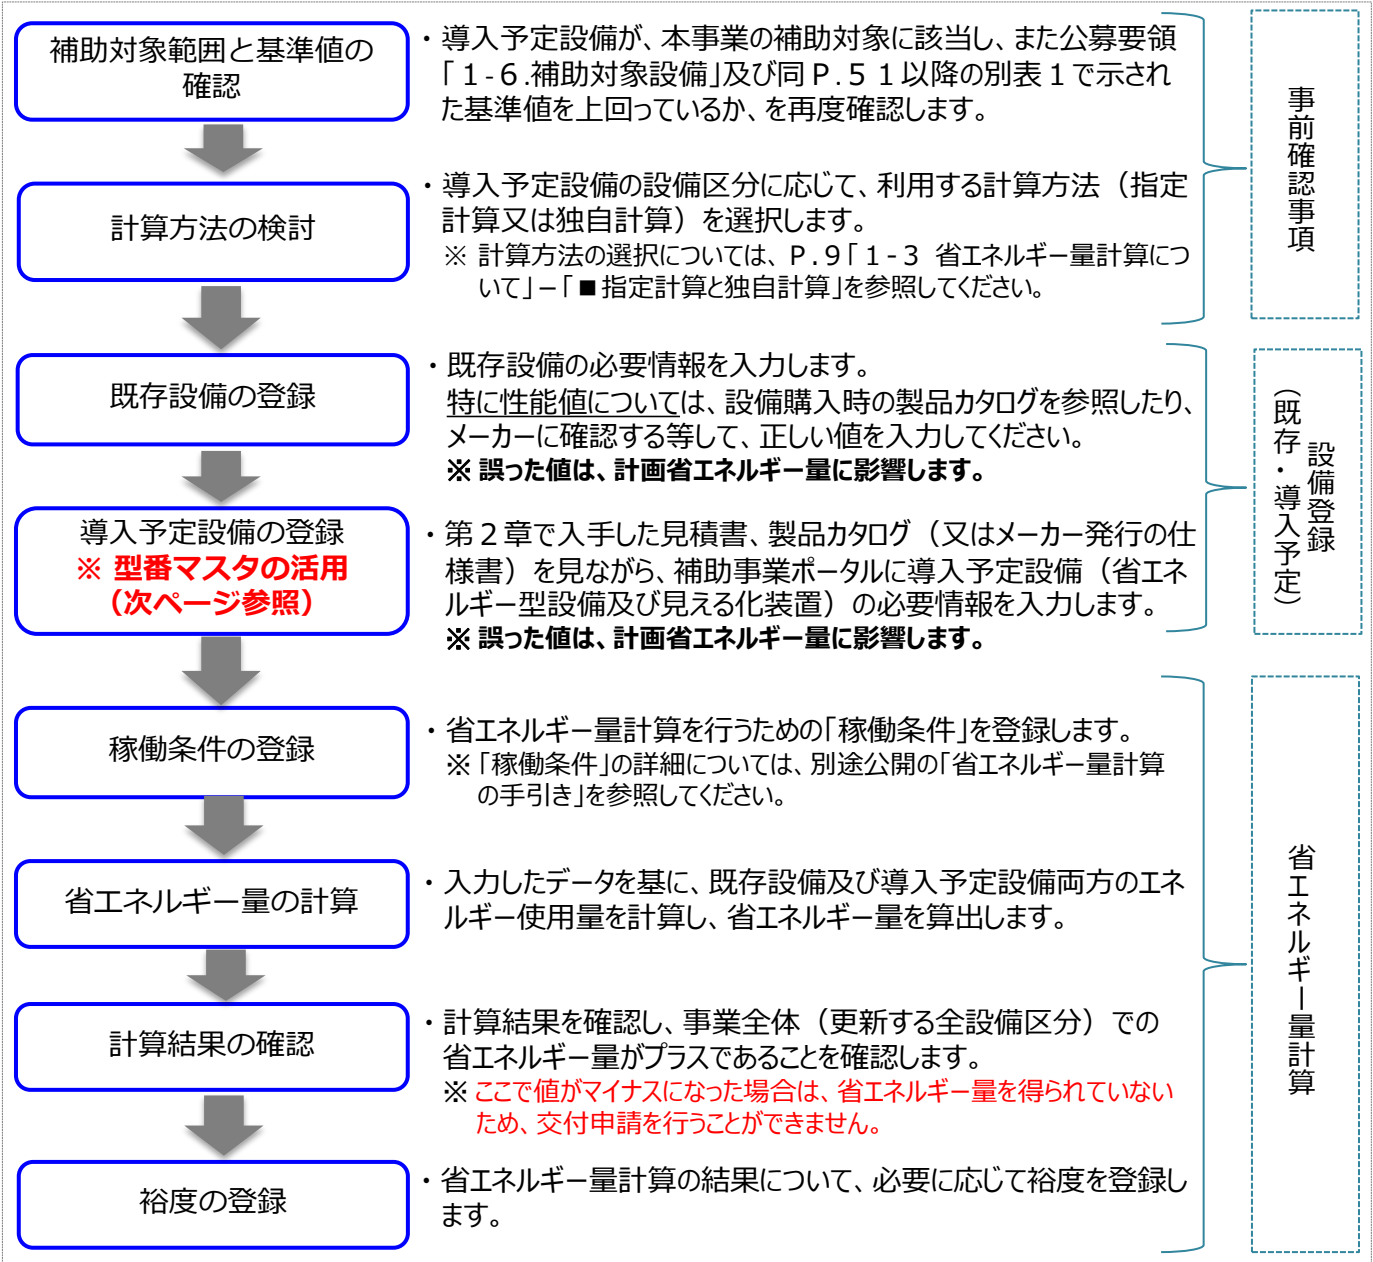 補助対象範囲と基準値の
確認
・導入予定設備が、本事業の補助対象に該当し、また公募要領
「1-6.補助対象設備」及び同P.51以降の別表1で示され
た基準値を上回っているか、を再度確認します。
計算方法の検討
・導入予定設備の設備区分に応じて、利用する計算方法（指定
計算又は独自計算）を選択します。
※ 計算方法の選択については、P.9「1-3 省エネルギー量計算につ
いて」－「■指定計算と独自計算」を参照してください。
事前確認事項
既存設備の登録
・既存設備の必要情報を入力します。
特に性能値については、設備購入時の製品カタログを参照したり、
メーカーに確認する等して、正しい値を入力してください。
※ 誤った値は、計画省エネルギー量に影響します。
導入予定設備の登録
※ 型番マスタの活用
（次ページ参照）
・第2章で入手した見積書、製品カタログ（又はメーカー発行の仕
様書）を見ながら、補助事業ポータルに導入予定設備（省エネ
ルギー型設備及び見える化装置）の必要情報を入力します。
※ 誤った値は、計画省エネルギー量に影響します。
設備登録
（既存・導入予定）
稼働条件の登録
・省エネルギー量計算を行うための「稼働条件」を登録します。
※「稼働条件」の詳細については、別途公開の「省エネルギー量計算
の手引き」を参照してください。
省エネルギー量の計算
・入力したデータを基に、既存設備及び導入予定設備両方のエネ
ルギー使用量を計算し、省エネルギー量を算出します。
計算結果の確認
・計算結果を確認し、事業全体（更新する全設備区分）での
省エネルギー量がプラスであることを確認します。
※ ここで値がマイナスになった場合は、省エネルギー量を得られていない
ため、交付申請を行うことができません。
裕度の登録
・省エネルギー量計算の結果について、必要に応じて裕度を登録し
ます。
省エネルギー量計算